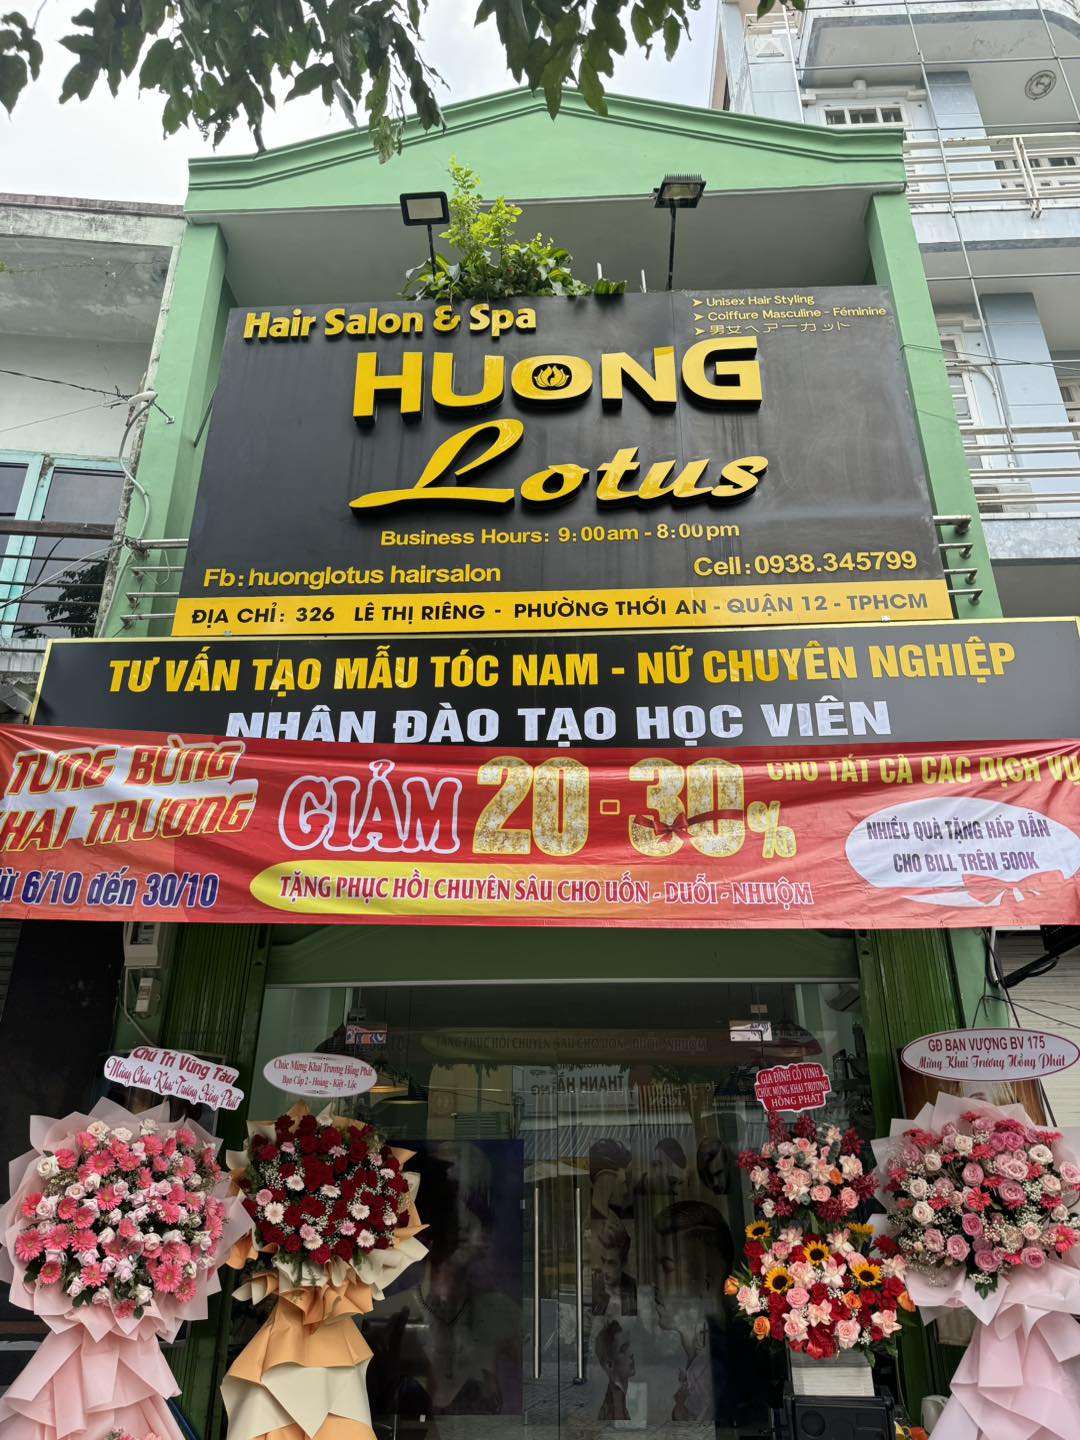 Hair Salon & Spa
➤ Unisex Hair Styling
➤ Coiffure Masculine - Féminine
➤ 男女ヘアーカット
HUONG
Lotus
Business Hours: 9:00am - 8:00pm
Fb: huonglotus hairsalon
Cell: 0938.345799
ĐỊA CHỈ: 326 LÊ THỊ RIÊNG - PHƯỜNG THỚI AN - QUẬN 12 - TPHCM
TƯ VẤN TẠO MẪU TÓC NAM - NỮ CHUYÊN NGHIỆP
NHẬN ĐÀO TẠO HỌC VIÊN
TƯNG BỪNG
KHAI TRƯƠNG
Từ 6/10 đến 30/10
GIẢM 20 - 30%
CHO TẤT CẢ CÁC DỊCH VỤ
NHIỀU QUÀ TẶNG HẤP DẪN
CHO BILL TRÊN 500K
TẶNG PHỤC HỒI CHUYÊN SÂU CHO UỐN - DUỖI - NHUỘM
Chú Trí Vũng Tàu
Mừng Cháu Khai Trương Hồng Phát
Chúc Mừng Khai Trương Hồng Phát
Bạn Cấp 2 - Hoàng - Kiệt - Lộc
GIA ĐÌNH CÔ VINH
CHÚC MỪNG KHAI TRƯƠNG
HỒNG PHÁT
GĐ BẠN VƯỢNG BV 175
Mừng Khai Trương Hồng Phát